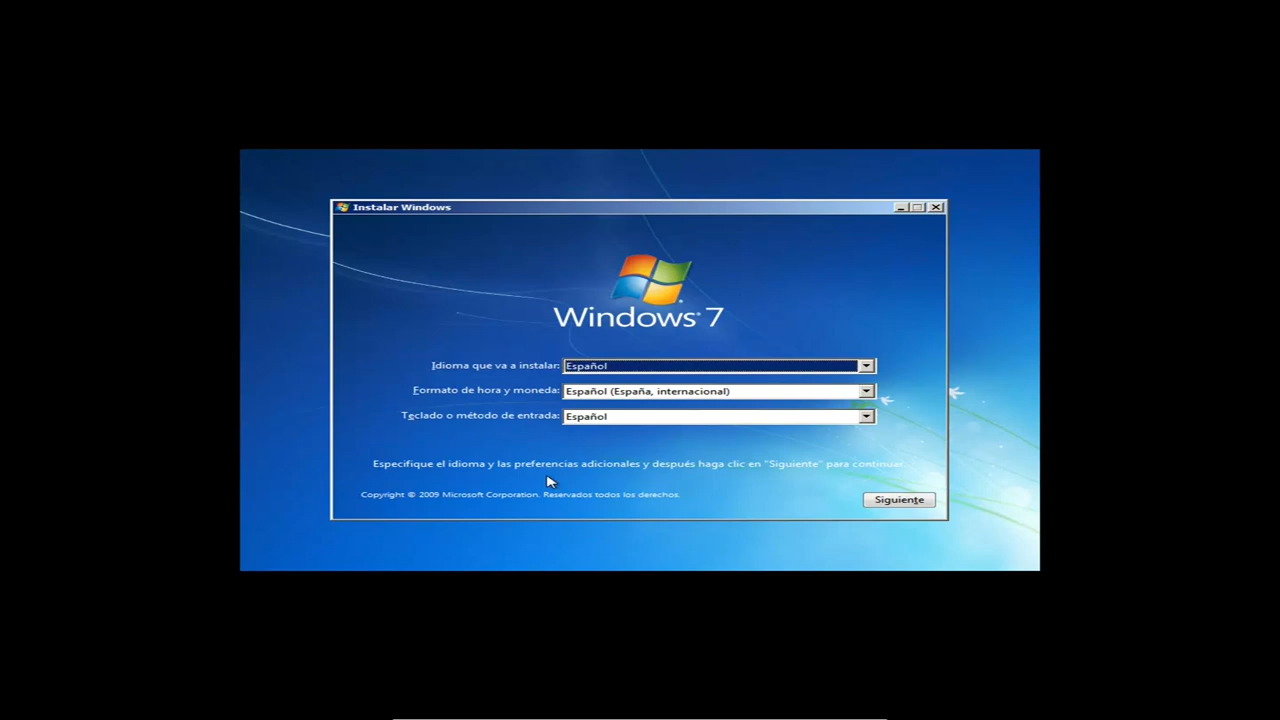 Instalar Windows
Windows 7
Idioma que va a instalar: Español
Formato de hora y moneda: Español (España, internacional)
Teclado o método de entrada: Español
Especifique el idioma y las preferencias adicionales y después haga clic en "Siguiente" para continuar.
Copyright © 2009 Microsoft Corporation. Reservados todos los derechos.
Siguiente